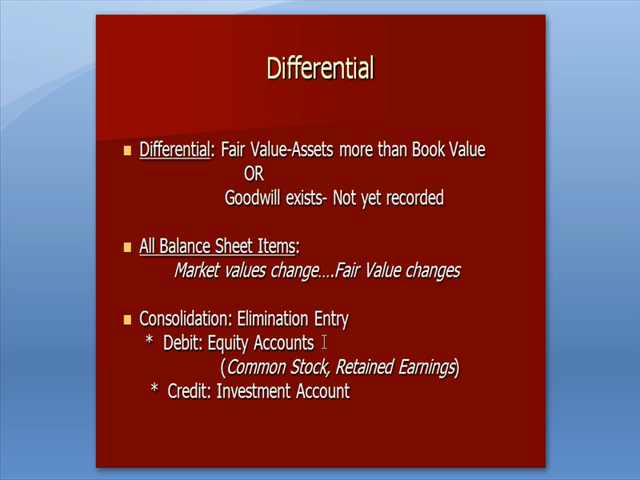 Differential
Differential: Fair Value-Assets more than Book Value
OR
Goodwill exists- Not yet recorded
All Balance Sheet Items:
Market values change....Fair Value changes
Consolidation: Elimination Entry
* Debit: Equity Accounts
(Common Stock, Retained Earnings)
* Credit: Investment Account